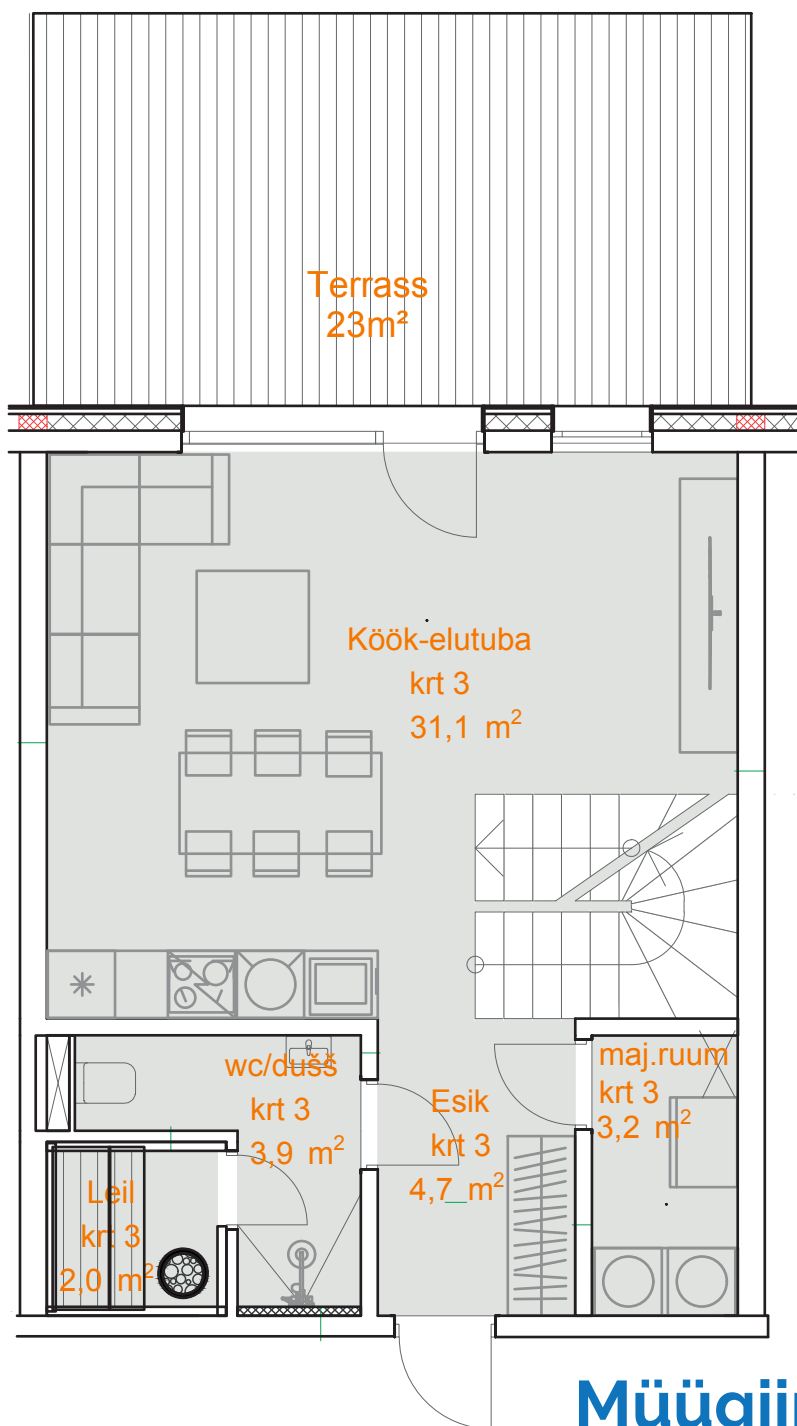 Terrass
23m²
Köök-elutuba
krt 3
31,1 m²
wc/dušš
krt 3
3,9 m²
Esik
krt 3
4,7 m²
maj.ruum
krt 3
3,2 m²
Leil
krt 3
2,0 m²